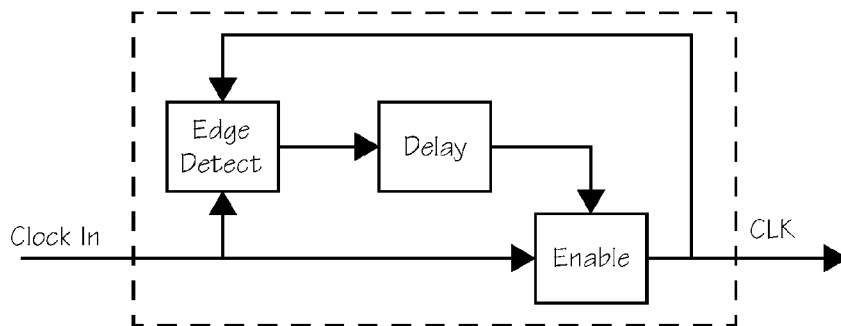 Edge
Detect
Delay
Clock In
Enable
CLK